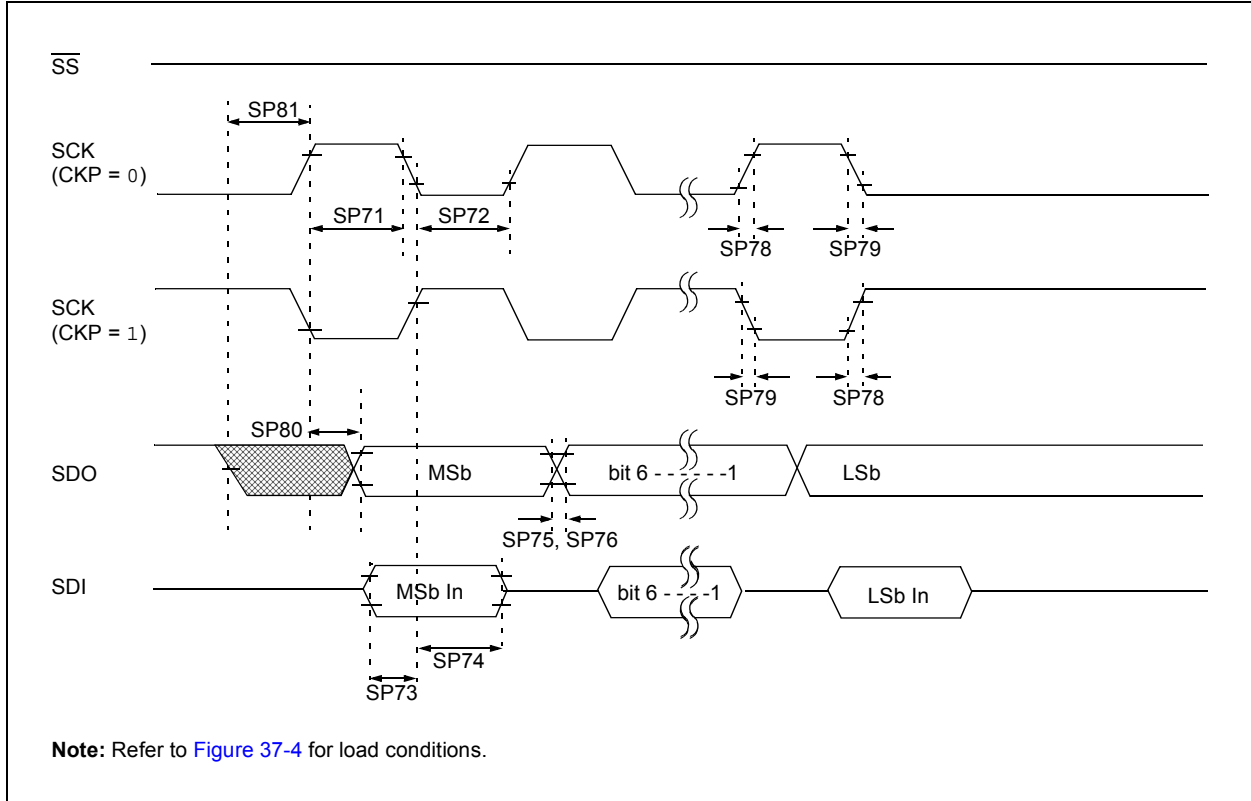 SS
SP81
SCK
(CKP = 0)
SP71
SP72
SP78
SP79
SCK
(CKP = 1)
SP79
SP78
SP80
SDO
MSb
bit 6 - - - - - -1
LSb
SP75, SP76
SDI
MSb In
bit 6 - - - - -1
LSb In
SP74
SP73
Note: Refer to Figure 37-4 for load conditions.